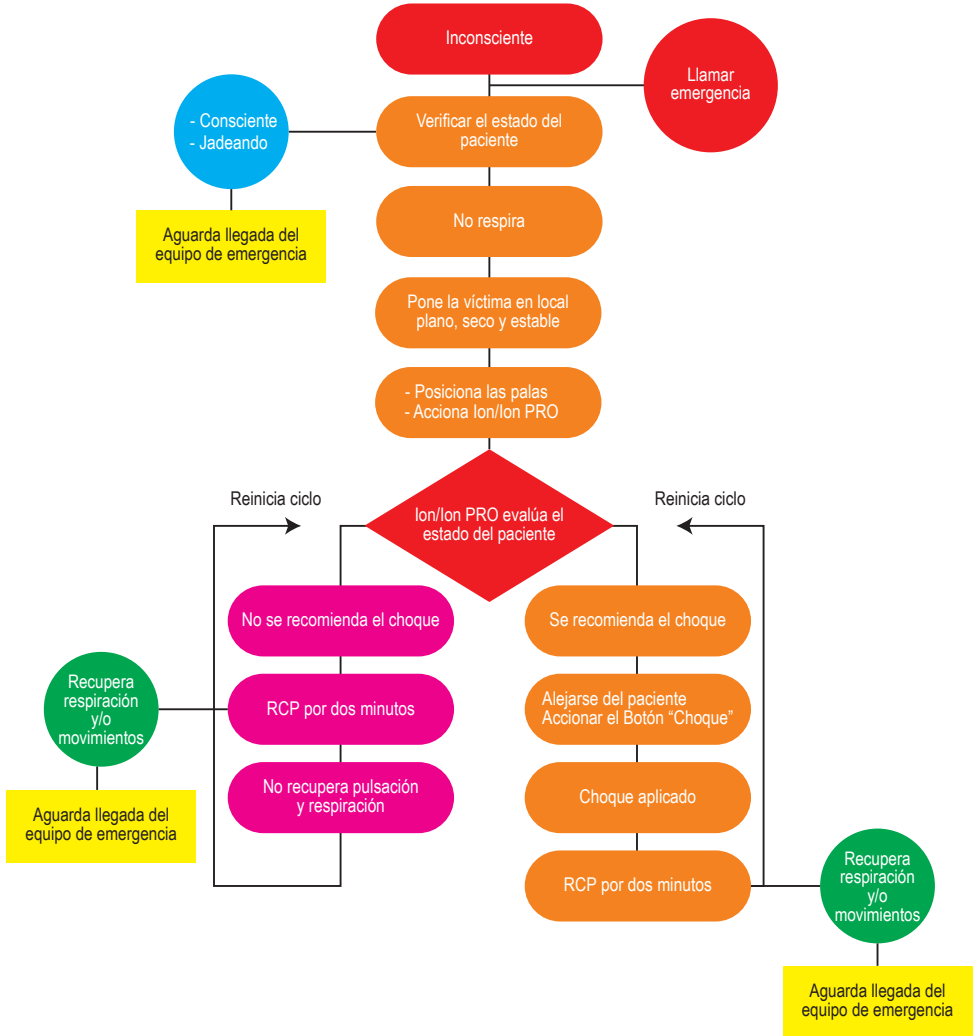 Inconsciente
Llamar
emergencia
- Consciente
- Jadeando
Verificar el estado del
paciente
Aguarda llegada del
equipo de emergencia
No respira
Pone la víctima en local
plano, seco y estable
- Posiciona las palas
- Acciona Ion/Ion PRO
Ion/Ion PRO evalúa el
estado del paciente
Reinicia ciclo
Reinicia ciclo
No se recomienda el choque
RCP por dos minutos
No recupera pulsación
y respiración
Recupera
respiración
y/o
movimientos
Aguarda llegada del
equipo de emergencia
Se recomienda el choque
Alejarse del paciente
Accionar el Botón “Choque”
Choque aplicado
RCP por dos minutos
Recupera
respiración
y/o
movimientos
Aguarda llegada del
equipo de emergencia